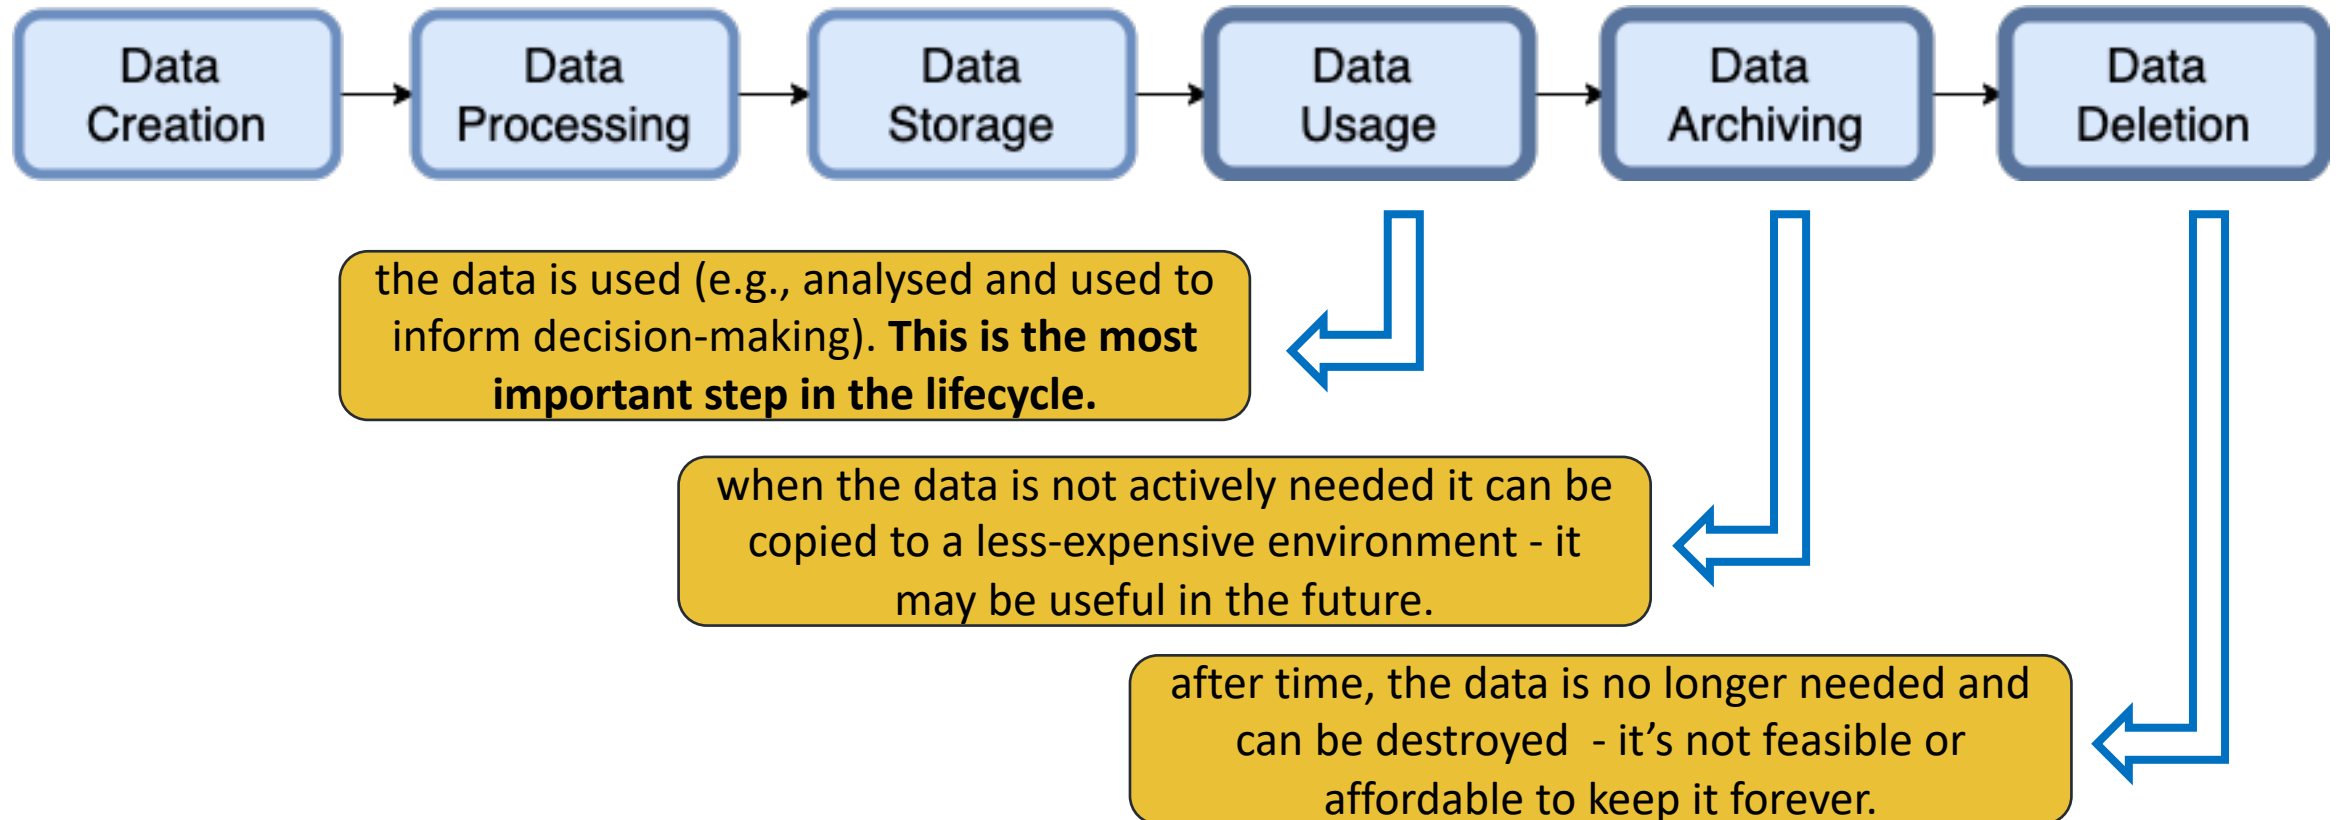 Data
Creation
Data
Processing
Data
Storage
Data
Usage
Data
Archiving
Data
Deletion
the data is used (e.g., analysed and used to
inform decision-making). This is the most
important step in the lifecycle.
when the data is not actively needed it can be
copied to a less-expensive environment - it
may be useful in the future.
after time, the data is no longer needed and
can be destroyed  - it’s not feasible or
affordable to keep it forever.